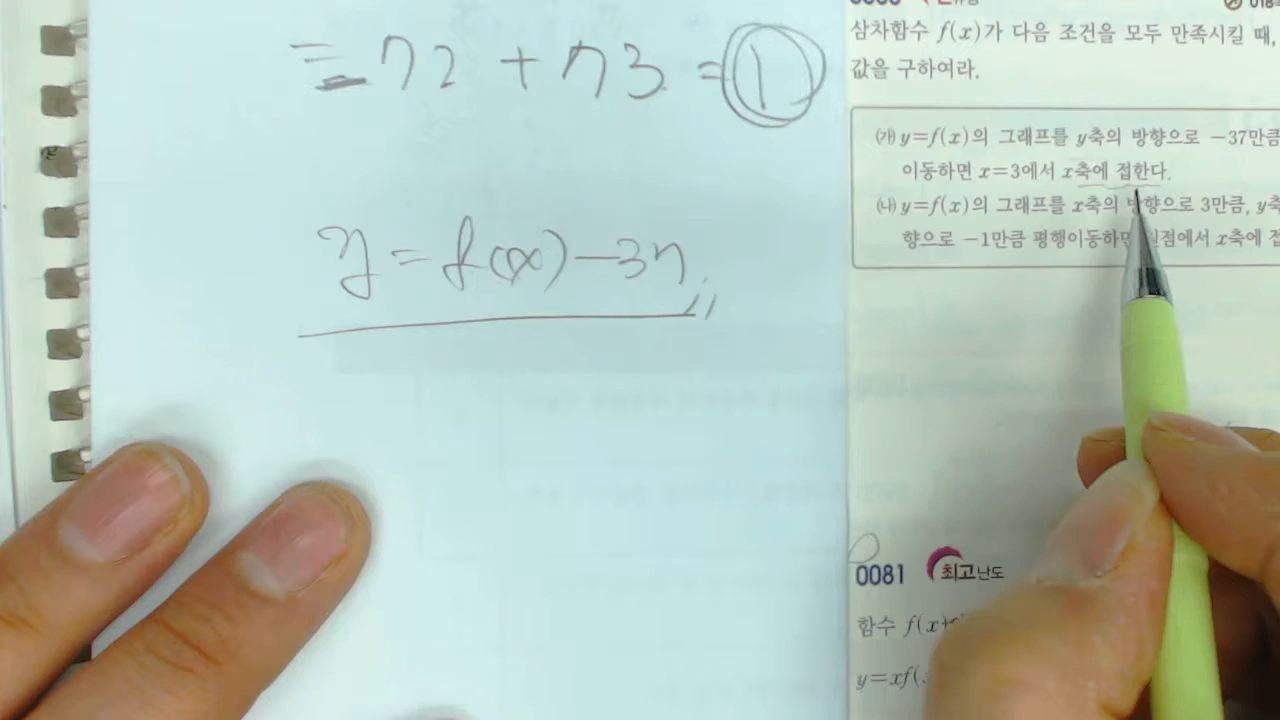 =-72+73=①
y=f(x)-37
삼차함수 f(x)가 다음 조건을 모두 만족시킬 때,
값을 구하여라.
㈎ y=f(x)의 그래프를 y축의 방향으로 -37만큼
이동하면 x=3에서 x축에 접한다.
㈏ y=f(x)의 그래프를 x축의 방향으로 3만큼, y축
향으로 -1만큼 평행이동하면 x축에 접
0081 최고난도
함수
y=xf(